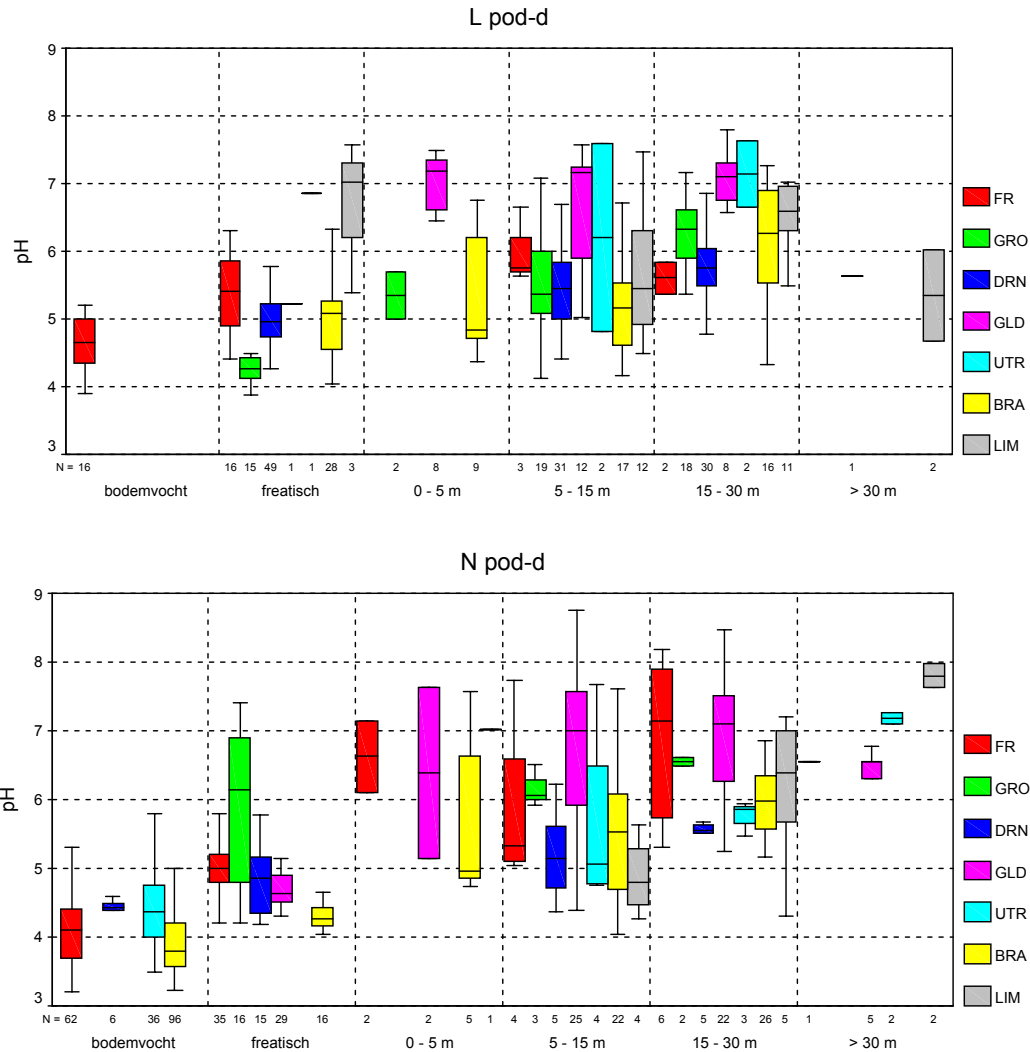 L pod-d
9
8
7
6
5
4
3
pH
N = 16 16 15 49 1 1 28 3 2 8 9 3 19 31 12 2 17 12 2 18 30 8 2 16 11 1 2
bodemvocht freatisch 0 - 5 m 5 - 15 m 15 - 30 m > 30 m
FR
GRO
DRN
GLD
UTR
BRA
LIM
N pod-d
9
8
7
6
5
4
3
pH
N = 62 6 36 96 35 16 15 29 16 2 2 5 1 4 3 5 25 4 22 4 6 2 5 22 3 26 5 1 5 2 2
bodemvocht freatisch 0 - 5 m 5 - 15 m 15 - 30 m > 30 m
FR
GRO
DRN
GLD
UTR
BRA
LIM